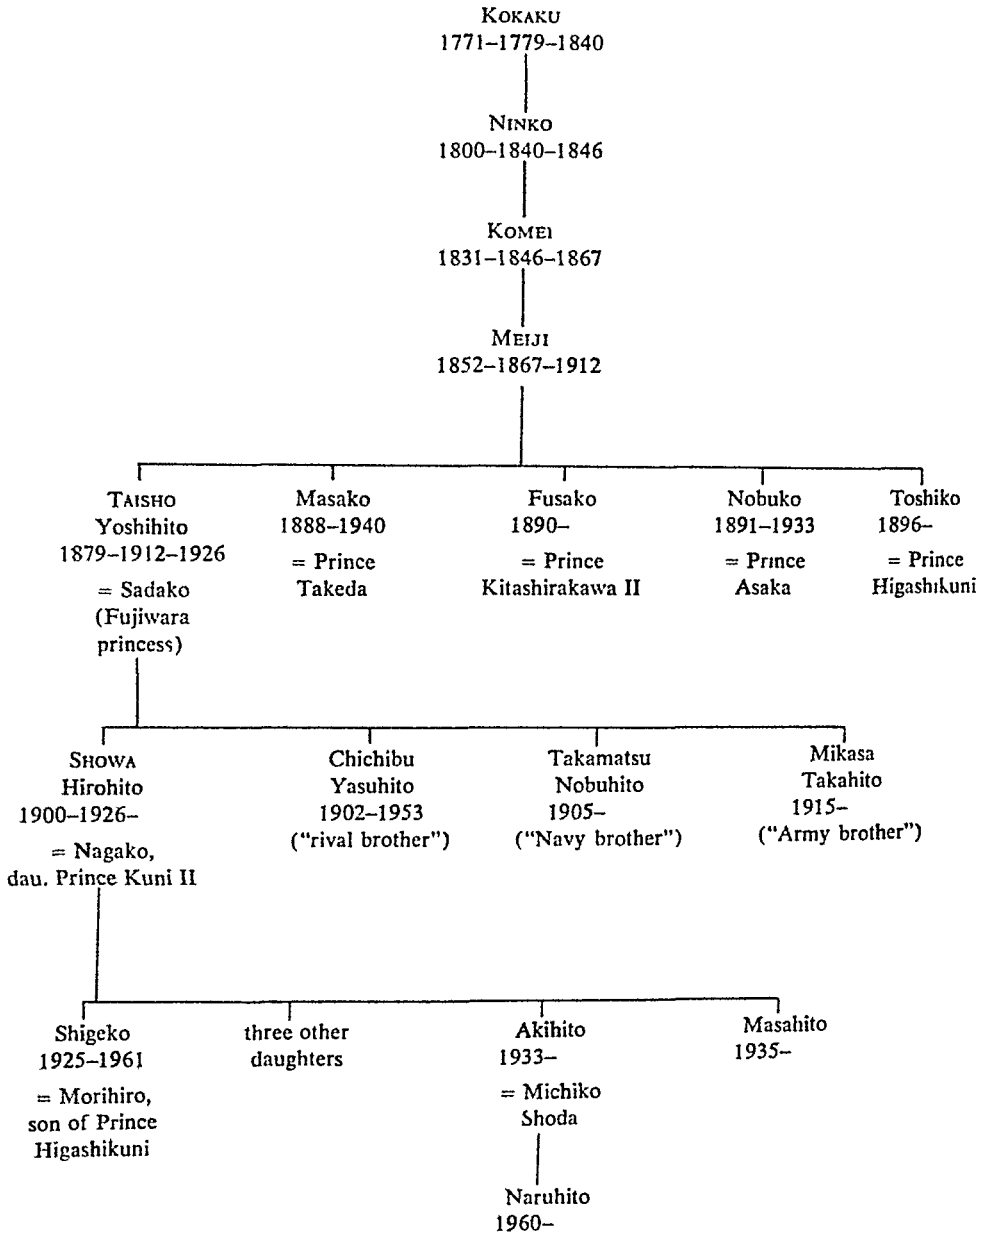 KOKAKU
1771–1779–1840
NINKO
1800–1840–1846
KOMEI
1831–1846–1867
MEIJI
1852–1867–1912
TAISHO
Yoshihito
1879–1912–1926
= Sadako
(Fujiwara
princess)
Masako
1888–1940
= Prince
Takeda
Fusako
1890–
= Prince
Kitashirakawa II
Nobuko
1891–1933
= Prince
Asaka
Toshiko
1896–
= Prince
Higashikuni
SHOWA
Hirohito
1900–1926–
= Nagako,
dau. Prince Kuni II
Chichibu
Yasuhito
1902–1953
("rival brother")
Takamatsu
Nobuhito
1905–
("Navy brother")
Mikasa
Takahito
1915–
("Army brother")
Shigeko
1925–1961
= Morihiro,
son of Prince
Higashikuni
three other
daughters
Akihito
1933–
= Michiko
Shoda
Masahito
1935–
Naruhito
1960–